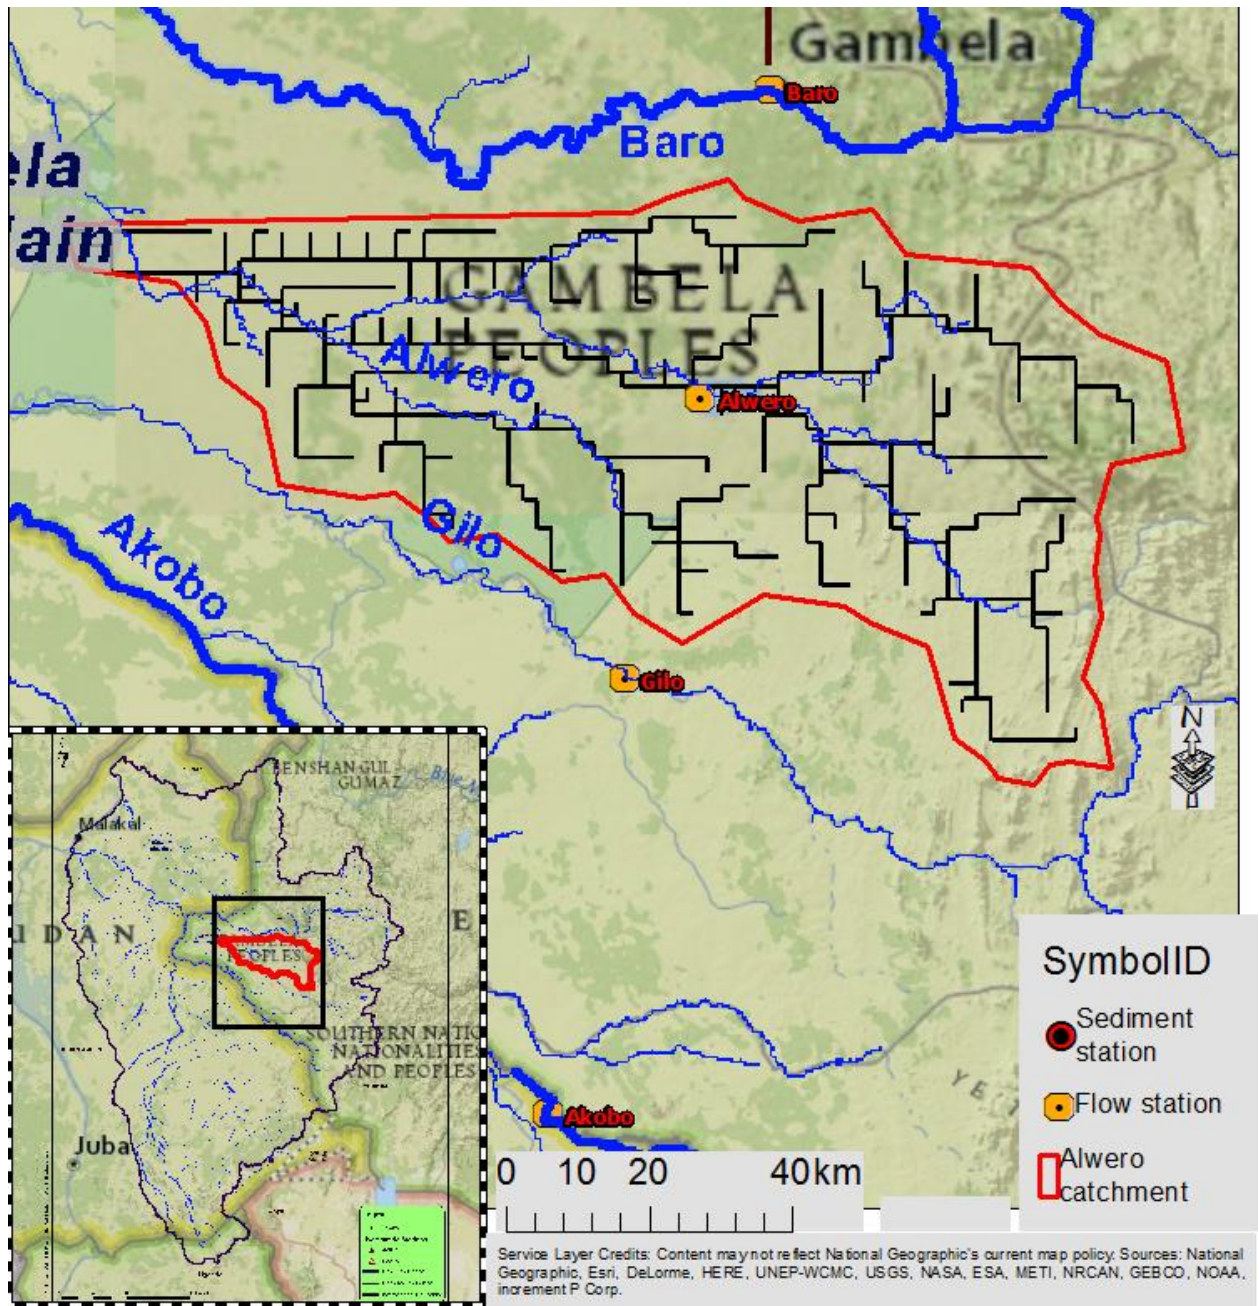 Gambela
Baro
Baro
ela
ain
GAMBELA
PEOPLES
Alwero
Alwero
Gilo
Akobo
Gilo
N
BENSHANGUL
GUMAZ
Blue N
Malakal
UDAN
E
PEOPLES
SOUTHERN NATIO
NATIONALITIES
AND PEOPLES
Juba
Akobo
0 10 20 40km
SymbolID
Sediment
station
Flow station
Alwero
catchment
Service Layer Credits: Content may not reflect National Geographic's current map policy. Sources: National
Geographic, Esri, DeLorme, HERE, UNEP-WCMC, USGS, NASA, ESA, METI, NRCAN, GEBCO, NOAA,
increment P Corp.